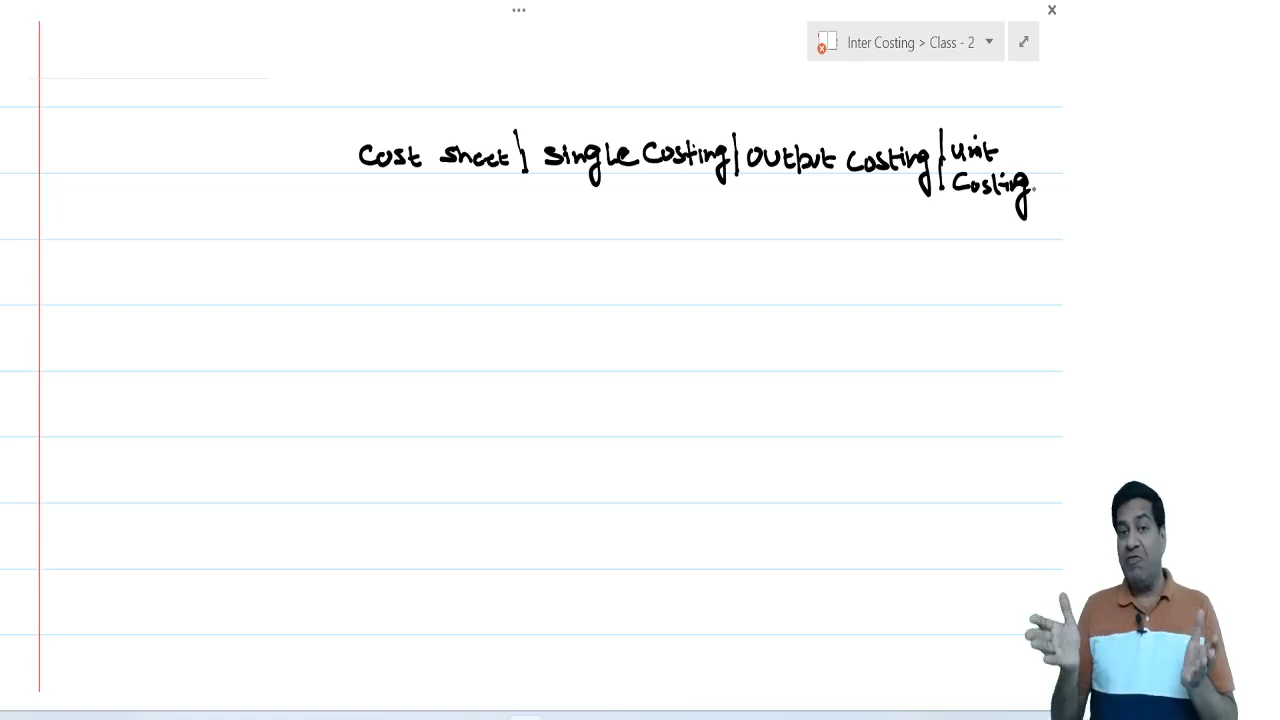 Inter Costing > Class - 2
Cost sheet | Single Costing | Output Costing | Unit
Costing